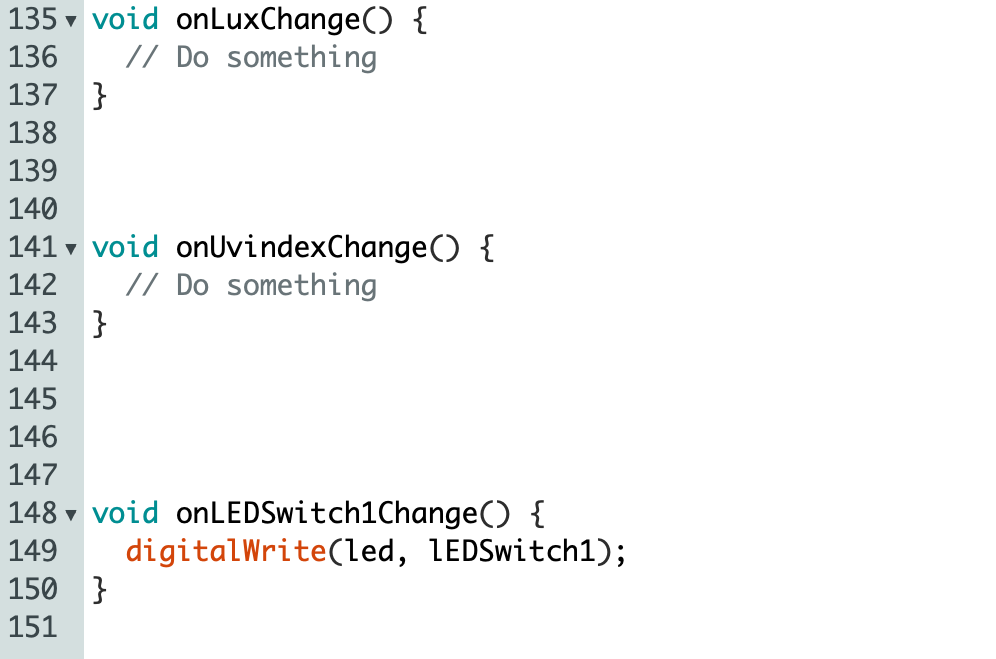 135 void onLuxChange() {
136   // Do something
137 }
138
139
140
141 void onUvindexChange() {
142   // Do something
143 }
144
145
146
147
148 void onLEDSwitch1Change() {
149   digitalWrite(led, lEDSwitch1);
150 }
151